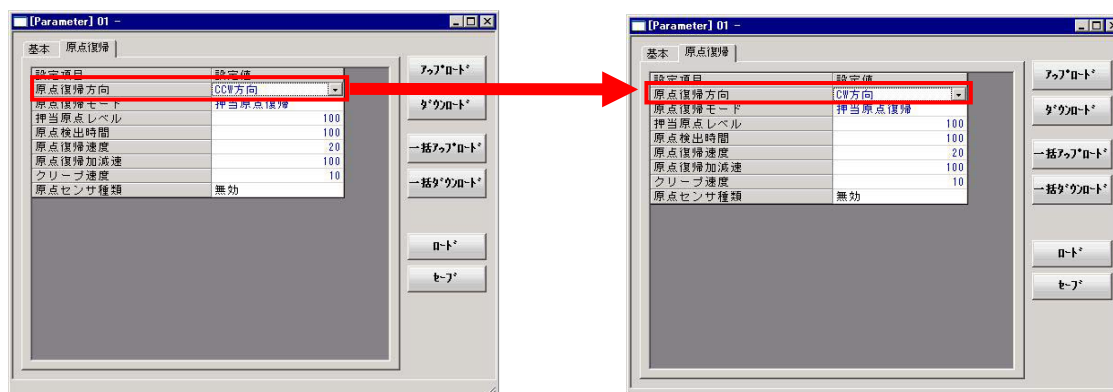 [Parameter] 01 -
基本 原点復帰
設定項目 設定値
原点復帰方向 CCW方向
原点復帰モード 押当原点復帰
押当原点レベル 100
原点検出時間 100
原点復帰速度 20
原点復帰加減速 100
クリープ速度 10
原点センサ種類 無効
ｱｯﾌﾟﾛｰﾄﾞ
ﾀﾞｳﾝﾛｰﾄﾞ
一括ｱｯﾌﾟﾛｰﾄﾞ
一括ﾀﾞｳﾝﾛｰﾄﾞ
ﾛｰﾄﾞ
ｾｰﾌﾞ
[Parameter] 01 -
基本 原点復帰
設定項目 設定値
原点復帰方向 CW方向
原点復帰モード 押当原点復帰
押当原点レベル 100
原点検出時間 100
原点復帰速度 20
原点復帰加減速 100
クリープ速度 10
原点センサ種類 無効
ｱｯﾌﾟﾛｰﾄﾞ
ﾀﾞｳﾝﾛｰﾄﾞ
一括ｱｯﾌﾟﾛｰﾄﾞ
一括ﾀﾞｳﾝﾛｰﾄﾞ
ﾛｰﾄﾞ
ｾｰﾌﾞ